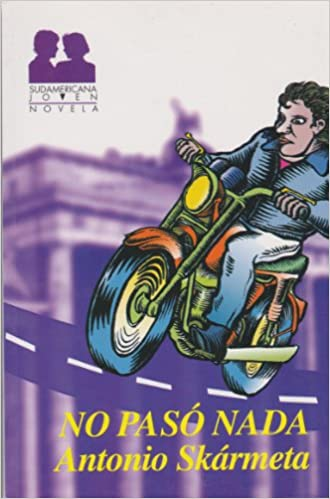 SUDAMERICANA
JOVEN
NOVELA
NO PASÓ NADA
Antonio Skármeta